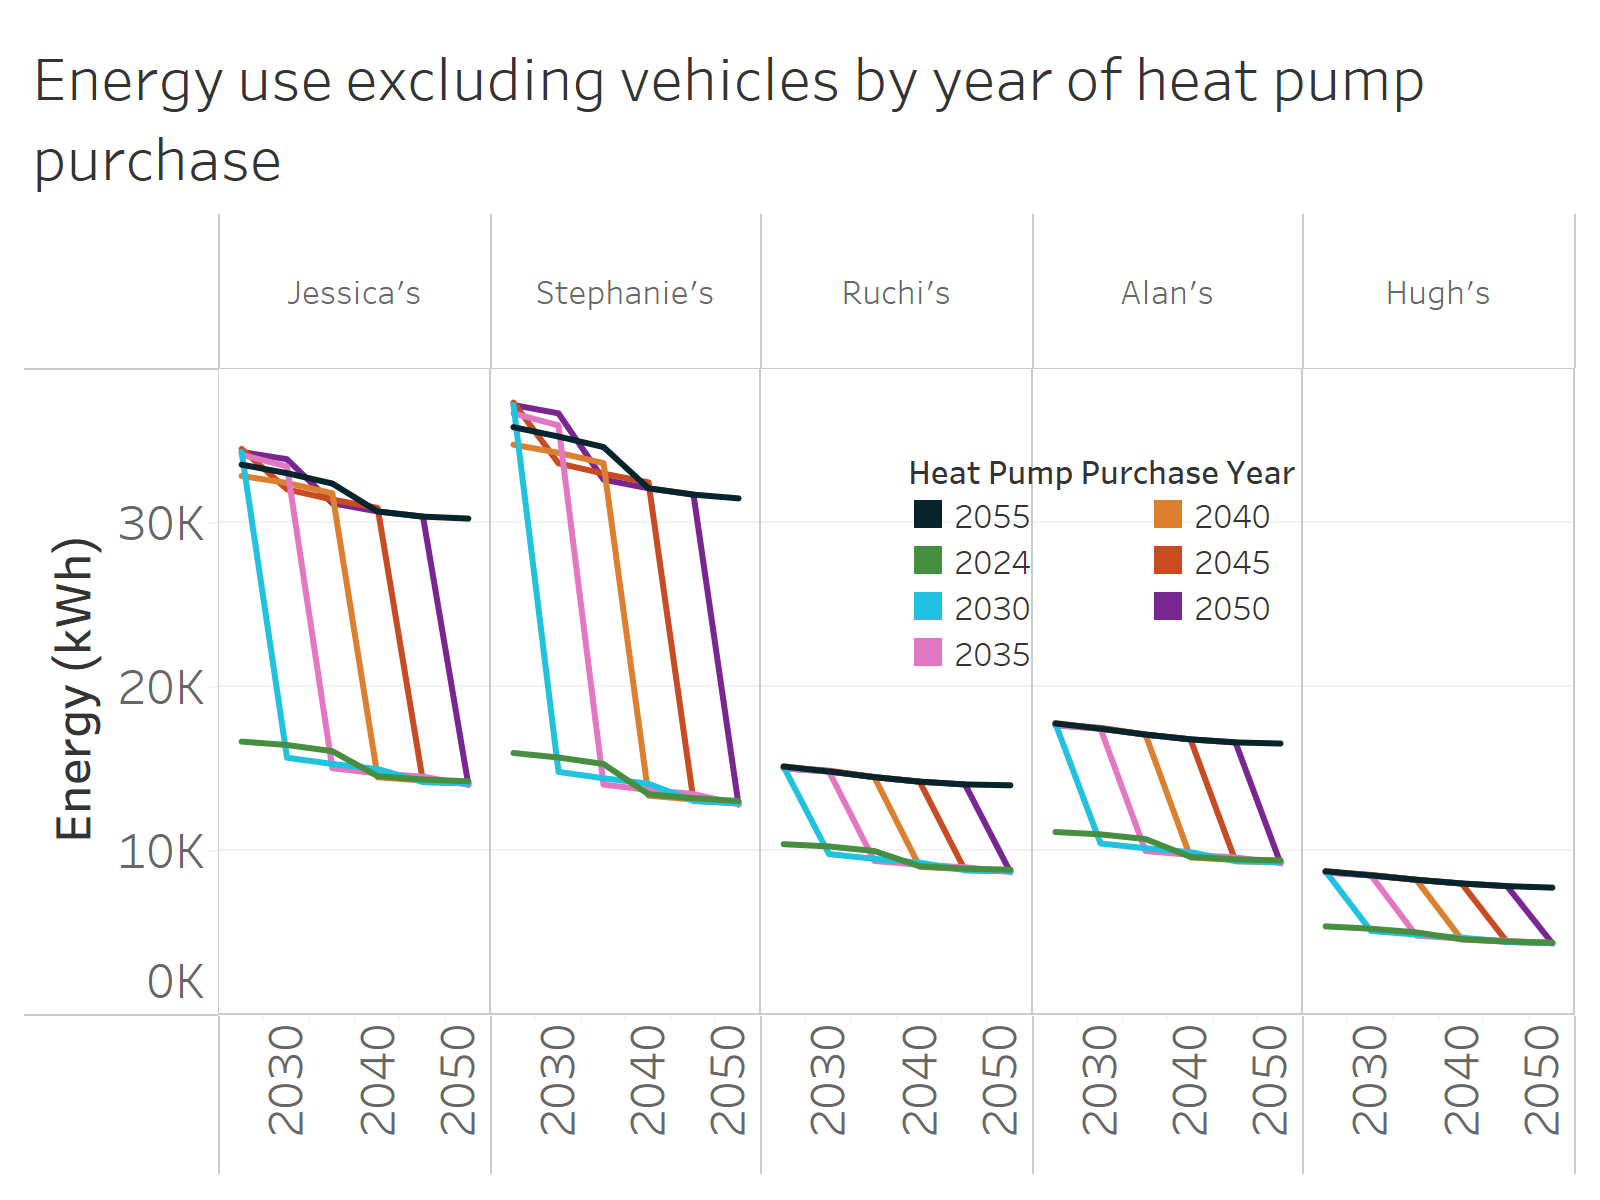 Energy use excluding vehicles by year of heat pump
purchase
Jessica's
Stephanie's
Ruchi's
Alan's
Hugh's
Energy (kWh)
30K
20K
10K
0K
Heat Pump Purchase Year
2055
2024
2030
2035
2040
2045
2050
2030
2040
2050
2030
2040
2050
2030
2040
2050
2030
2040
2050
2030
2040
2050